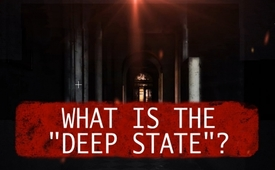 WHAT IS THE
"DEEP STATE"?